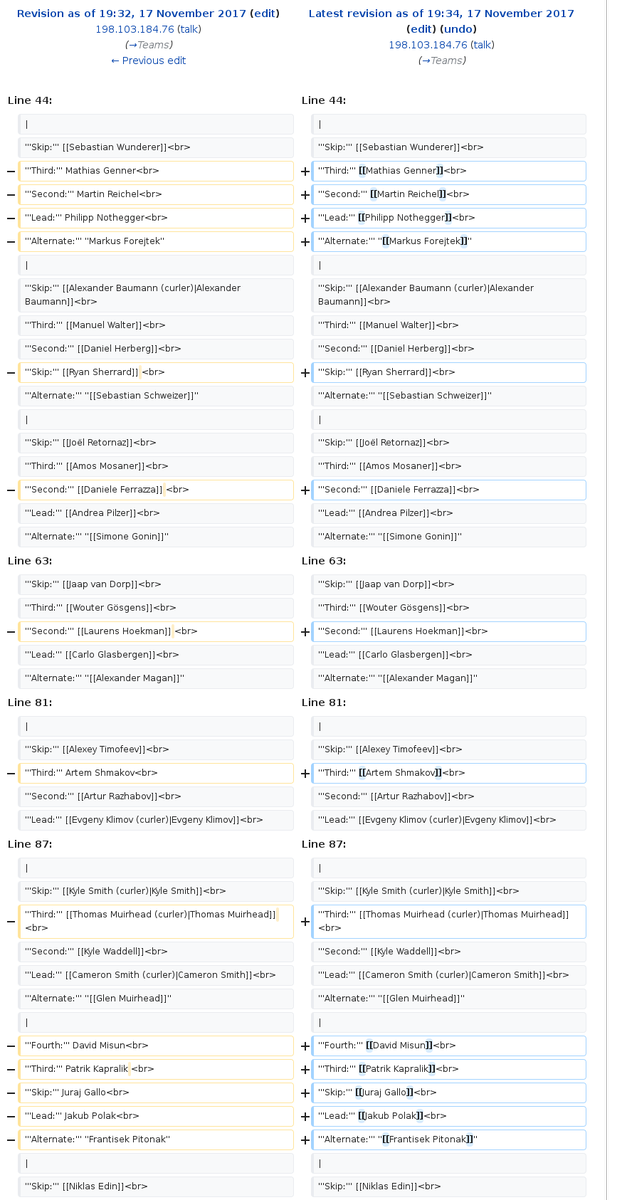 Revision as of 19:32, 17 November 2017 (edit)
198.103.184.76 (talk)
(→Teams)
← Previous edit
Line 44:
|
'''Skip:''' [[Sebastian Wunderer]]<br>
− '''Third:''' Mathias Genner<br>
− '''Second:''' Martin Reichel<br>
− '''Lead:''' Philipp Nothegger<br>
− '''Alternate:''' ''Markus Forejtek''
|
'''Skip:''' [[Alexander Baumann (curler)|Alexander
Baumann]]<br>
'''Third:''' [[Manuel Walter]]<br>
'''Second:''' [[Daniel Herberg]]<br>
− '''Skip:''' [[Ryan Sherrard]] <br>
'''Alternate:''' ''[[Sebastian Schweizer]]''
|
'''Skip:''' [[Joël Retornaz]]<br>
'''Third:''' [[Amos Mosaner]]<br>
− '''Second:''' [[Daniele Ferrazza]] <br>
'''Lead:''' [[Andrea Pilzer]]<br>
'''Alternate:''' ''[[Simone Gonin]]''
Line 63:
'''Skip:''' [[Jaap van Dorp]]<br>
'''Third:''' [[Wouter Gösgens]]<br>
− '''Second:''' [[Laurens Hoekman]] <br>
'''Lead:''' [[Carlo Glasbergen]]<br>
'''Alternate:''' ''[[Alexander Magan]]''
Line 81:
|
'''Skip:''' [[Alexey Timofeev]]<br>
− '''Third:''' Artem Shmakov<br>
'''Second:''' [[Artur Razhabov]]<br>
'''Lead:''' [[Evgeny Klimov (curler)|Evgeny Klimov]]<br>
Line 87:
|
'''Skip:''' [[Kyle Smith (curler)|Kyle Smith]]<br>
− '''Third:''' [[Thomas Muirhead (curler)|Thomas Muirhead]]
<br>
'''Second:''' [[Kyle Waddell]]<br>
'''Lead:''' [[Cameron Smith (curler)|Cameron Smith]]<br>
'''Alternate:''' ''[[Glen Muirhead]]''
|
− '''Fourth:''' David Misun<br>
− '''Third:''' Patrik Kapralik <br>
− '''Skip:''' Juraj Gallo<br>
− '''Lead:''' Jakub Polak<br>
− '''Alternate:''' ''Frantisek Pitonak''
|
'''Skip:''' [[Niklas Edin]]<br>
Latest revision as of 19:34, 17 November 2017
(edit) (undo)
198.103.184.76 (talk)
(→Teams)
Line 44:
|
'''Skip:''' [[Sebastian Wunderer]]<br>
+ '''Third:''' [[Mathias Genner]]<br>
+ '''Second:''' [[Martin Reichel]]<br>
+ '''Lead:''' [[Philipp Nothegger]]<br>
+ '''Alternate:''' ''[[Markus Forejtek]]''
|
'''Skip:''' [[Alexander Baumann (curler)|Alexander
Baumann]]<br>
'''Third:''' [[Manuel Walter]]<br>
'''Second:''' [[Daniel Herberg]]<br>
+ '''Skip:''' [[Ryan Sherrard]]<br>
'''Alternate:''' ''[[Sebastian Schweizer]]''
|
'''Skip:''' [[Joël Retornaz]]<br>
'''Third:''' [[Amos Mosaner]]<br>
+ '''Second:''' [[Daniele Ferrazza]]<br>
'''Lead:''' [[Andrea Pilzer]]<br>
'''Alternate:''' ''[[Simone Gonin]]''
Line 63:
'''Skip:''' [[Jaap van Dorp]]<br>
'''Third:''' [[Wouter Gösgens]]<br>
+ '''Second:''' [[Laurens Hoekman]]<br>
'''Lead:''' [[Carlo Glasbergen]]<br>
'''Alternate:''' ''[[Alexander Magan]]''
Line 81:
|
'''Skip:''' [[Alexey Timofeev]]<br>
+ '''Third:''' [[Artem Shmakov]]<br>
'''Second:''' [[Artur Razhabov]]<br>
'''Lead:''' [[Evgeny Klimov (curler)|Evgeny Klimov]]<br>
Line 87:
|
'''Skip:''' [[Kyle Smith (curler)|Kyle Smith]]<br>
+ '''Third:''' [[Thomas Muirhead (curler)|Thomas Muirhead]]
<br>
'''Second:''' [[Kyle Waddell]]<br>
'''Lead:''' [[Cameron Smith (curler)|Cameron Smith]]<br>
'''Alternate:''' ''[[Glen Muirhead]]''
|
+ '''Fourth:''' [[David Misun]]<br>
+ '''Third:''' [[Patrik Kapralik]]<br>
+ '''Skip:''' [[Juraj Gallo]]<br>
+ '''Lead:''' [[Jakub Polak]]<br>
+ '''Alternate:''' ''[[Frantisek Pitonak]]''
|
'''Skip:''' [[Niklas Edin]]<br>